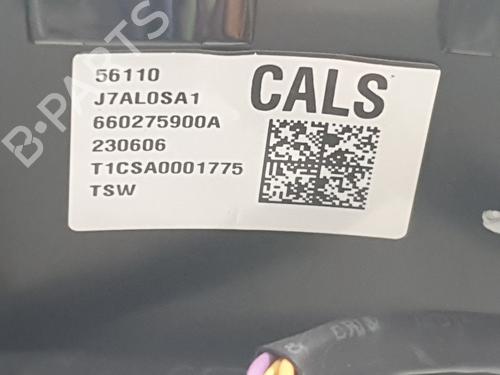 56110
CALS
J7AL0SA1
660275900A
230606
T1CSA0001775
TSW
B-PARTS